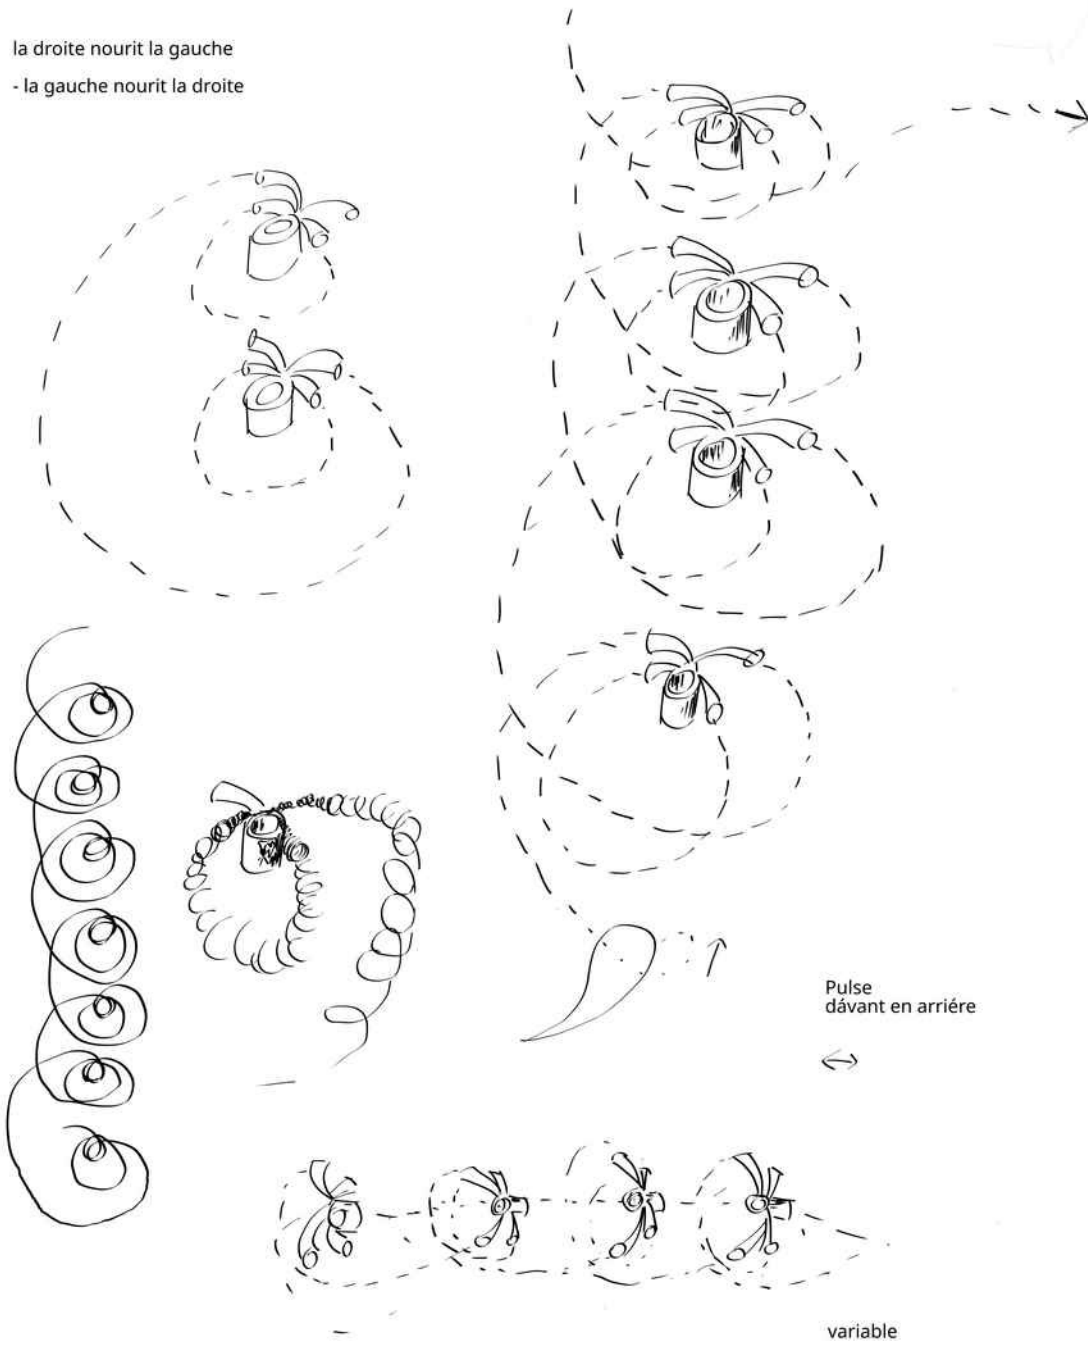 la droite nourit la gauche
- la gauche nourit la droite
Pulse
dávant en arriére
variable